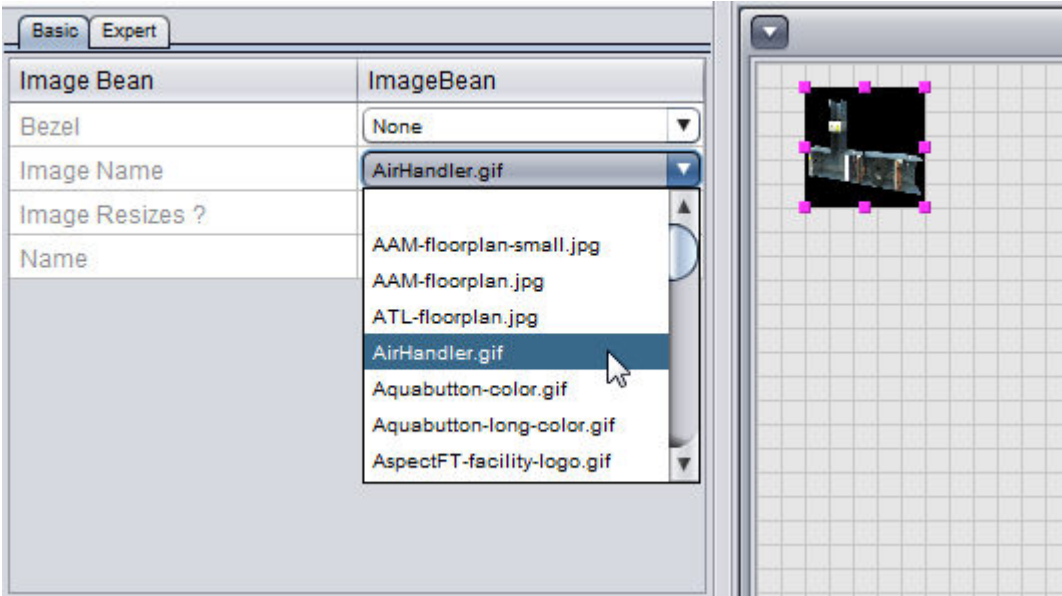 Basic Expert
Image Bean ImageBean
Bezel None
Image Name AirHandler.gif
Image Resizes ?
AAM-floorplan-small.jpg
Name
AAM-floorplan.jpg
ATL-floorplan.jpg
AirHandler.gif
Aquabutton-color.gif
Aquabutton-long-color.gif
AspectFT-facility-logo.gif